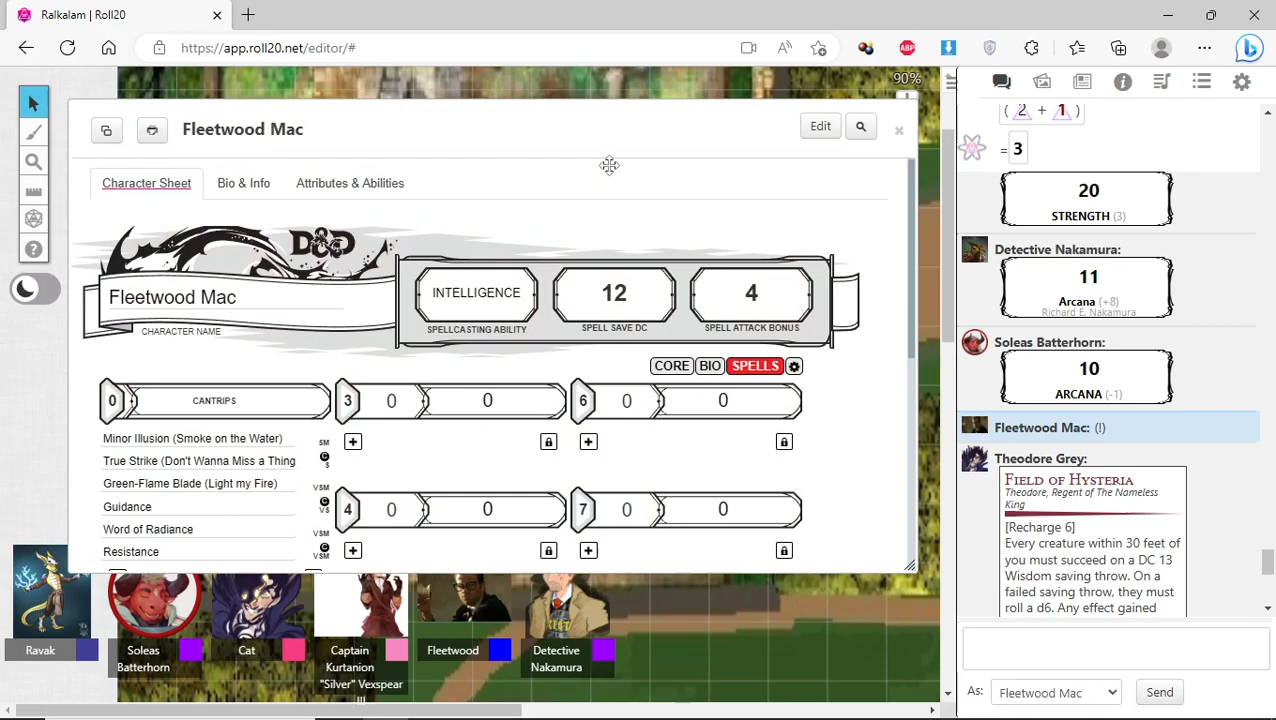 Ralkalam | Roll20
https://app.roll20.net/editor/#
ABP
90%
Fleetwood Mac
Edit
Character Sheet
Bio & Info
Attributes & Abilities
D&D
Fleetwood Mac
CHARACTER NAME
INTELLIGENCE
SPELLCASTING ABILITY
12
SPELL SAVE DC
4
SPELL ATTACK BONUS
CORE
BIO
SPELLS
0
CANTRIPS
Minor Illusion (Smoke on the Water)
SM
True Strike (Don't Wanna Miss a Thing
C
S
Green-Flame Blade (Light my Fire)
VSM
Guidance
C
VS
Word of Radiance
VSM
Resistance
C
VSM
3
0
0
4
0
0
6
0
0
7
0
0
Ravak
Soleas
Batterhorn
Cat
Captain
Kurtanion
"Silver" Vexspear
III
Fleetwood
Detective
Nakamura
( 2 + 1 )
= 3
20
STRENGTH (3)
Detective Nakamura:
11
Arcana (+8)
Richard E. Nakamura
Soleas Batterhorn:
10
ARCANA (-1)
Fleetwood Mac: (!)
Theodore Grey:
Field of Hysteria
Theodore, Regent of The Nameless
King
[Recharge 6]
Every creature within 30 feet of
you must succeed on a DC 13
Wisdom saving throw. On a
failed saving throw, they must
roll a d6. Any effect gained
As:
Fleetwood Mac
Send